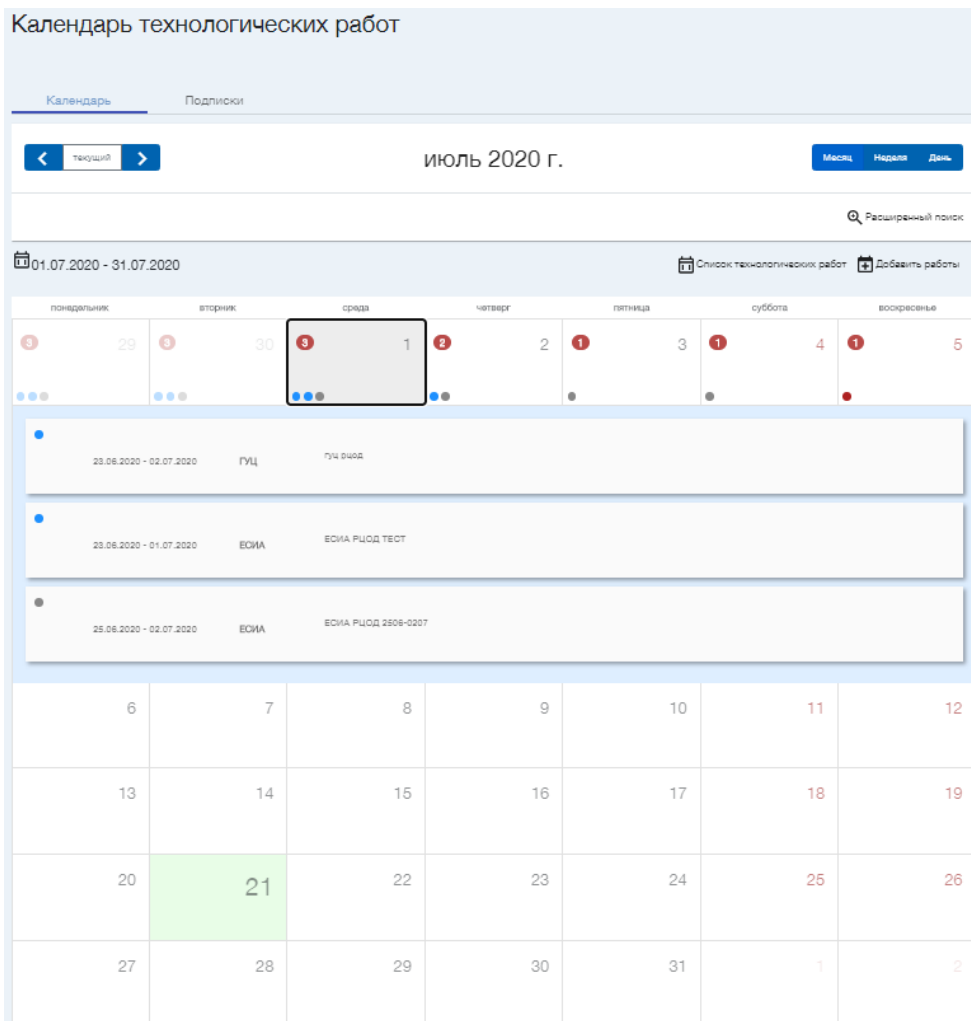 Календарь технологических работ
Календарь Подписки
текущий июль 2020 г. Месяц Неделя День
Расширенный поиск
01.07.2020 - 31.07.2020 Список технологических работ Добавить работы
понедельник вторник среда четверг пятница суббота воскресенье
3 29 3 30 3 1 2 2 1 3 1 4 1 5
23.06.2020 - 02.07.2020 ГУЦ гуц рцод
23.06.2020 - 01.07.2020 ЕСИА ЕСИА РЦОД ТЕСТ
25.06.2020 - 02.07.2020 ЕСИА ЕСИА РЦОД 2506-0207
6 7 8 9 10 11 12
13 14 15 16 17 18 19
20 21 22 23 24 25 26
27 28 29 30 31 1 2